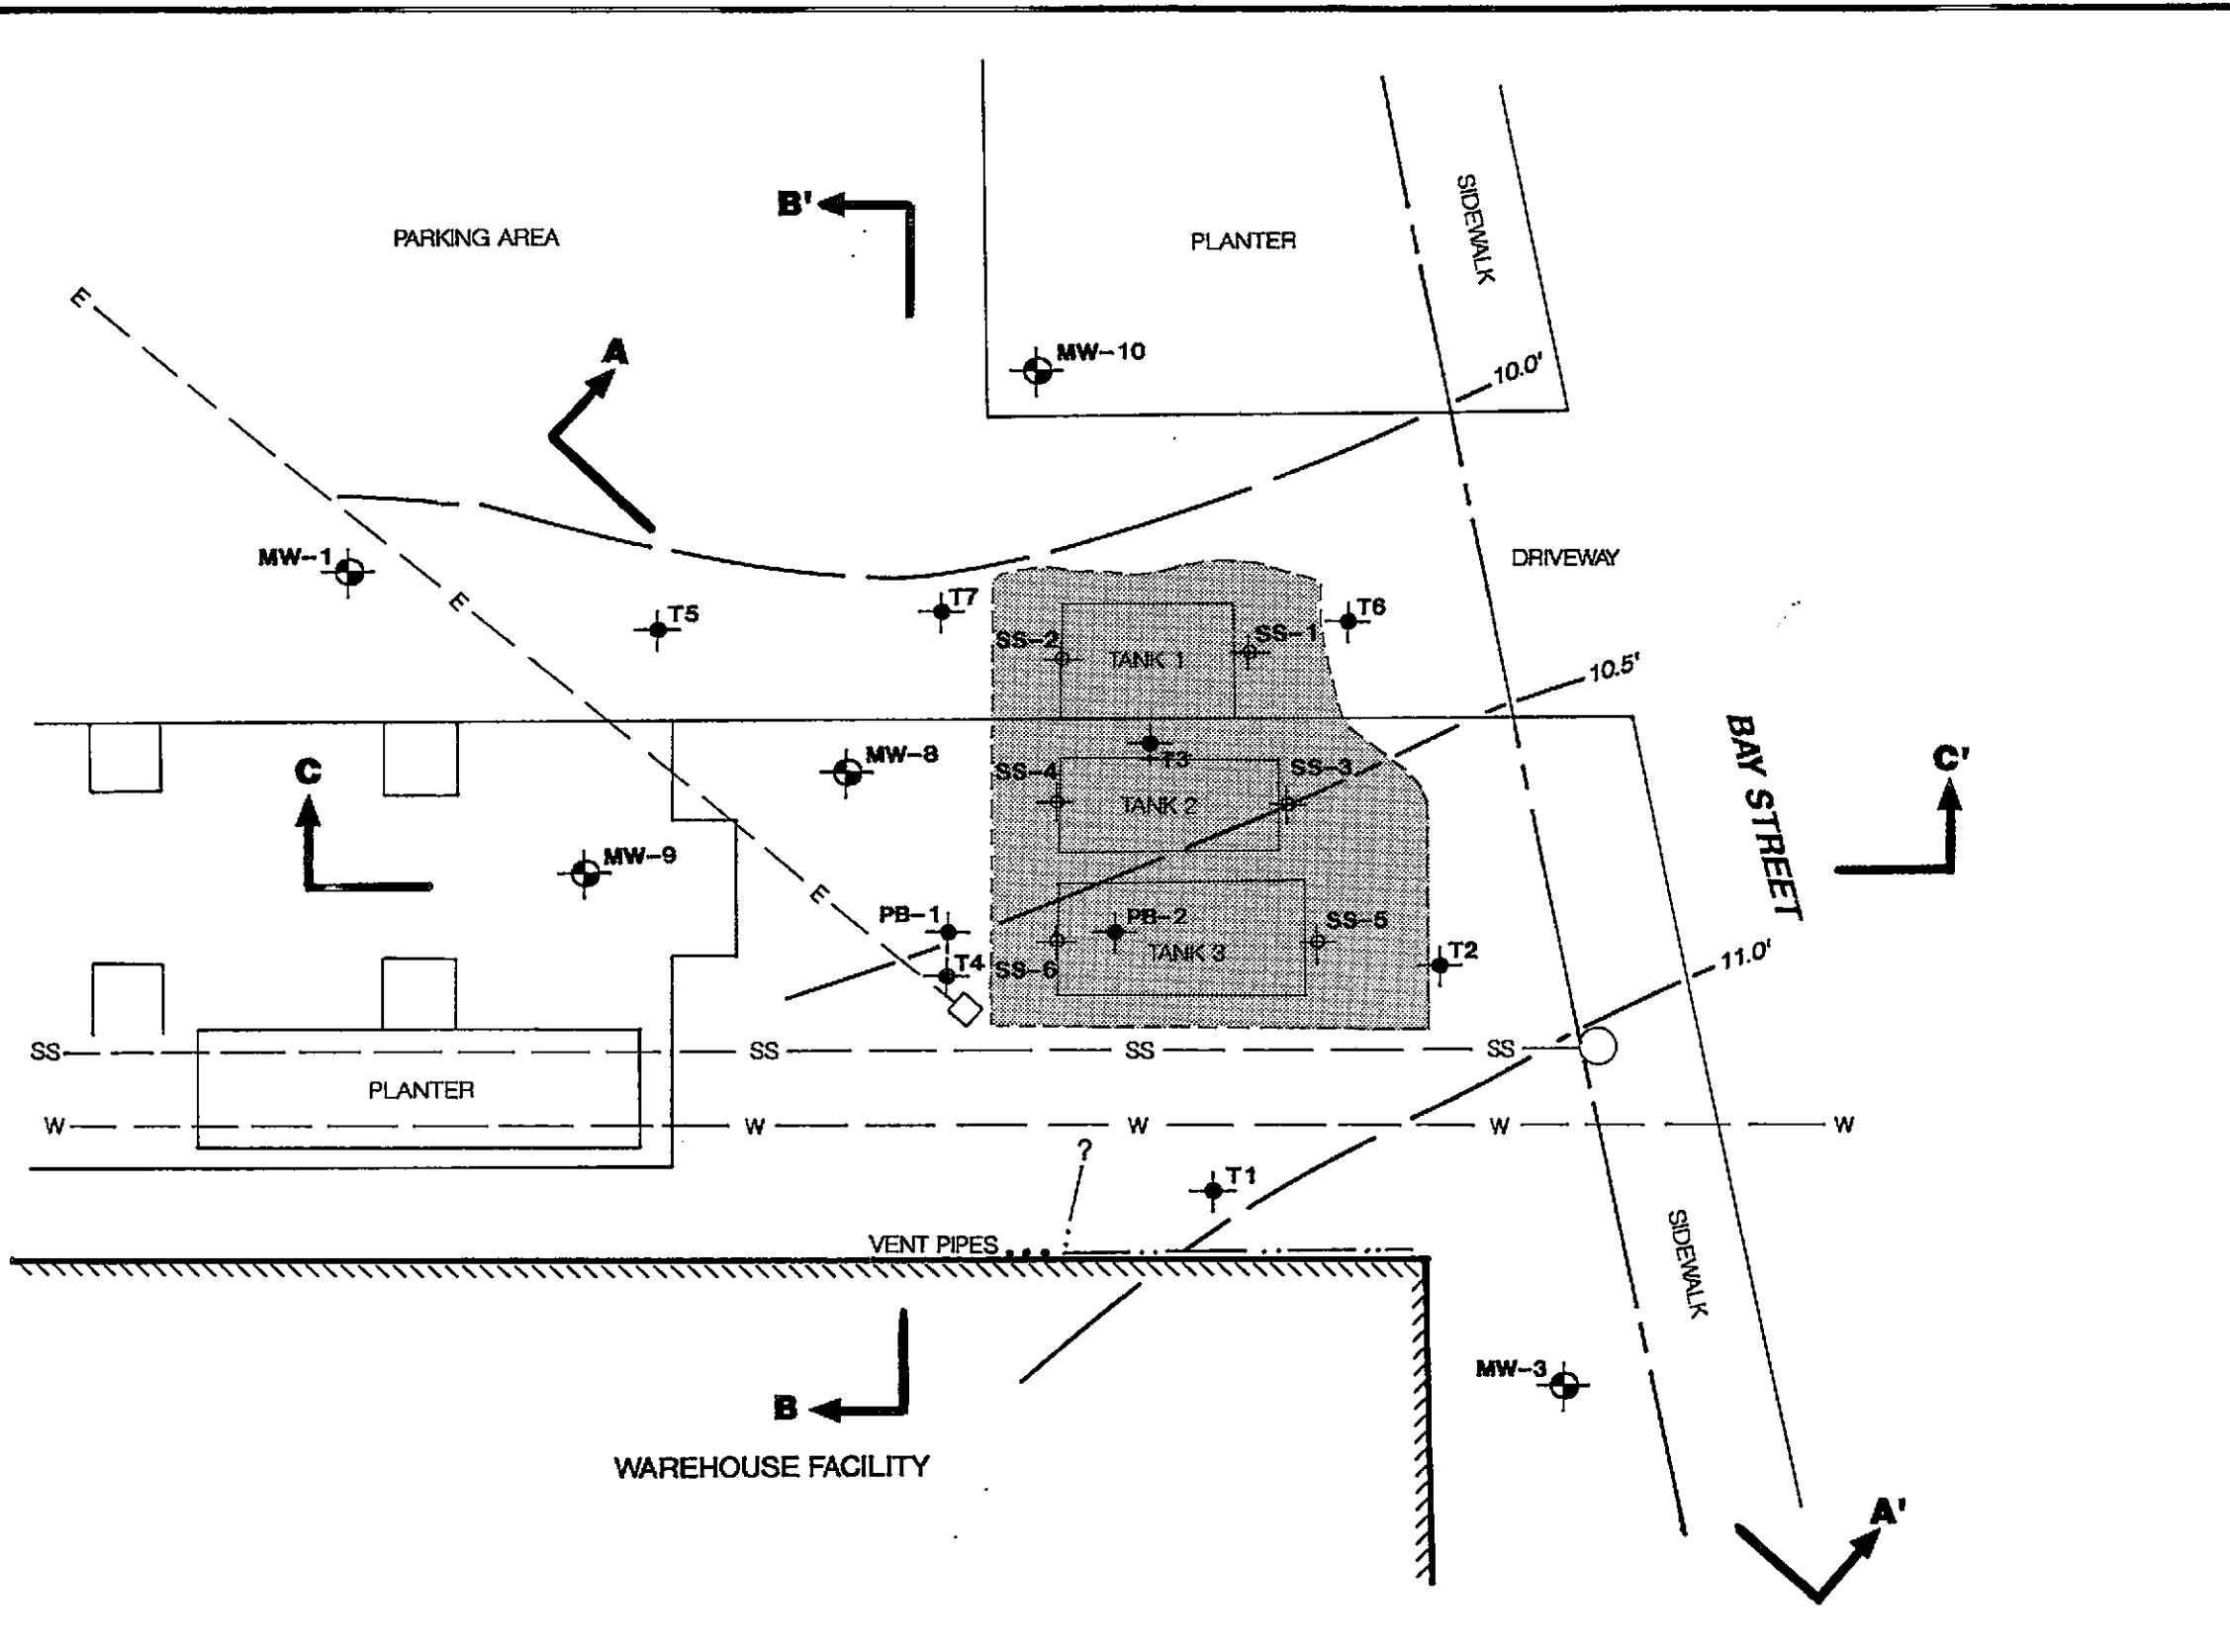 SIDEWALK
B'
PARKING AREA
PLANTER
E
A
MW-10
10.0'
MW-1
DRIVEWAY
E
T5
T7
T6
SS-2
SS-1
TANK 1
10.5'
BAY STREET
C
MW-8
T3
SS-4
SS-3
TANK 2
C'
MW-9
E
PB-1
PB-2
SS-5
TANK 3
T4
SS-6
T2
11.0'
SS
SS
SS
SS
PLANTER
W
W
W
W
W
?
T1
VENT PIPES
SIDEWALK
MW-3
B
WAREHOUSE FACILITY
A'